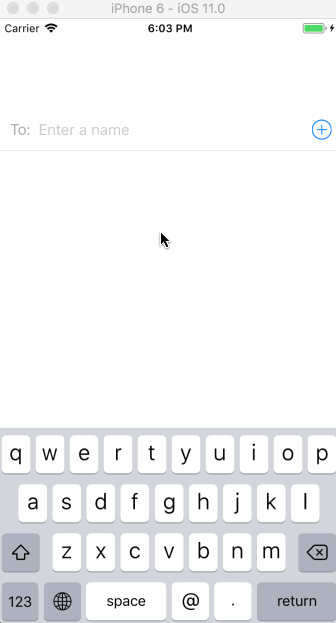 iPhone 6 - iOS 11.0
Carrier 6:03 PM
To: Enter a name
q w e r t y u i o p
a s d f g h j k l
z x c v b n m
123 space @ . return